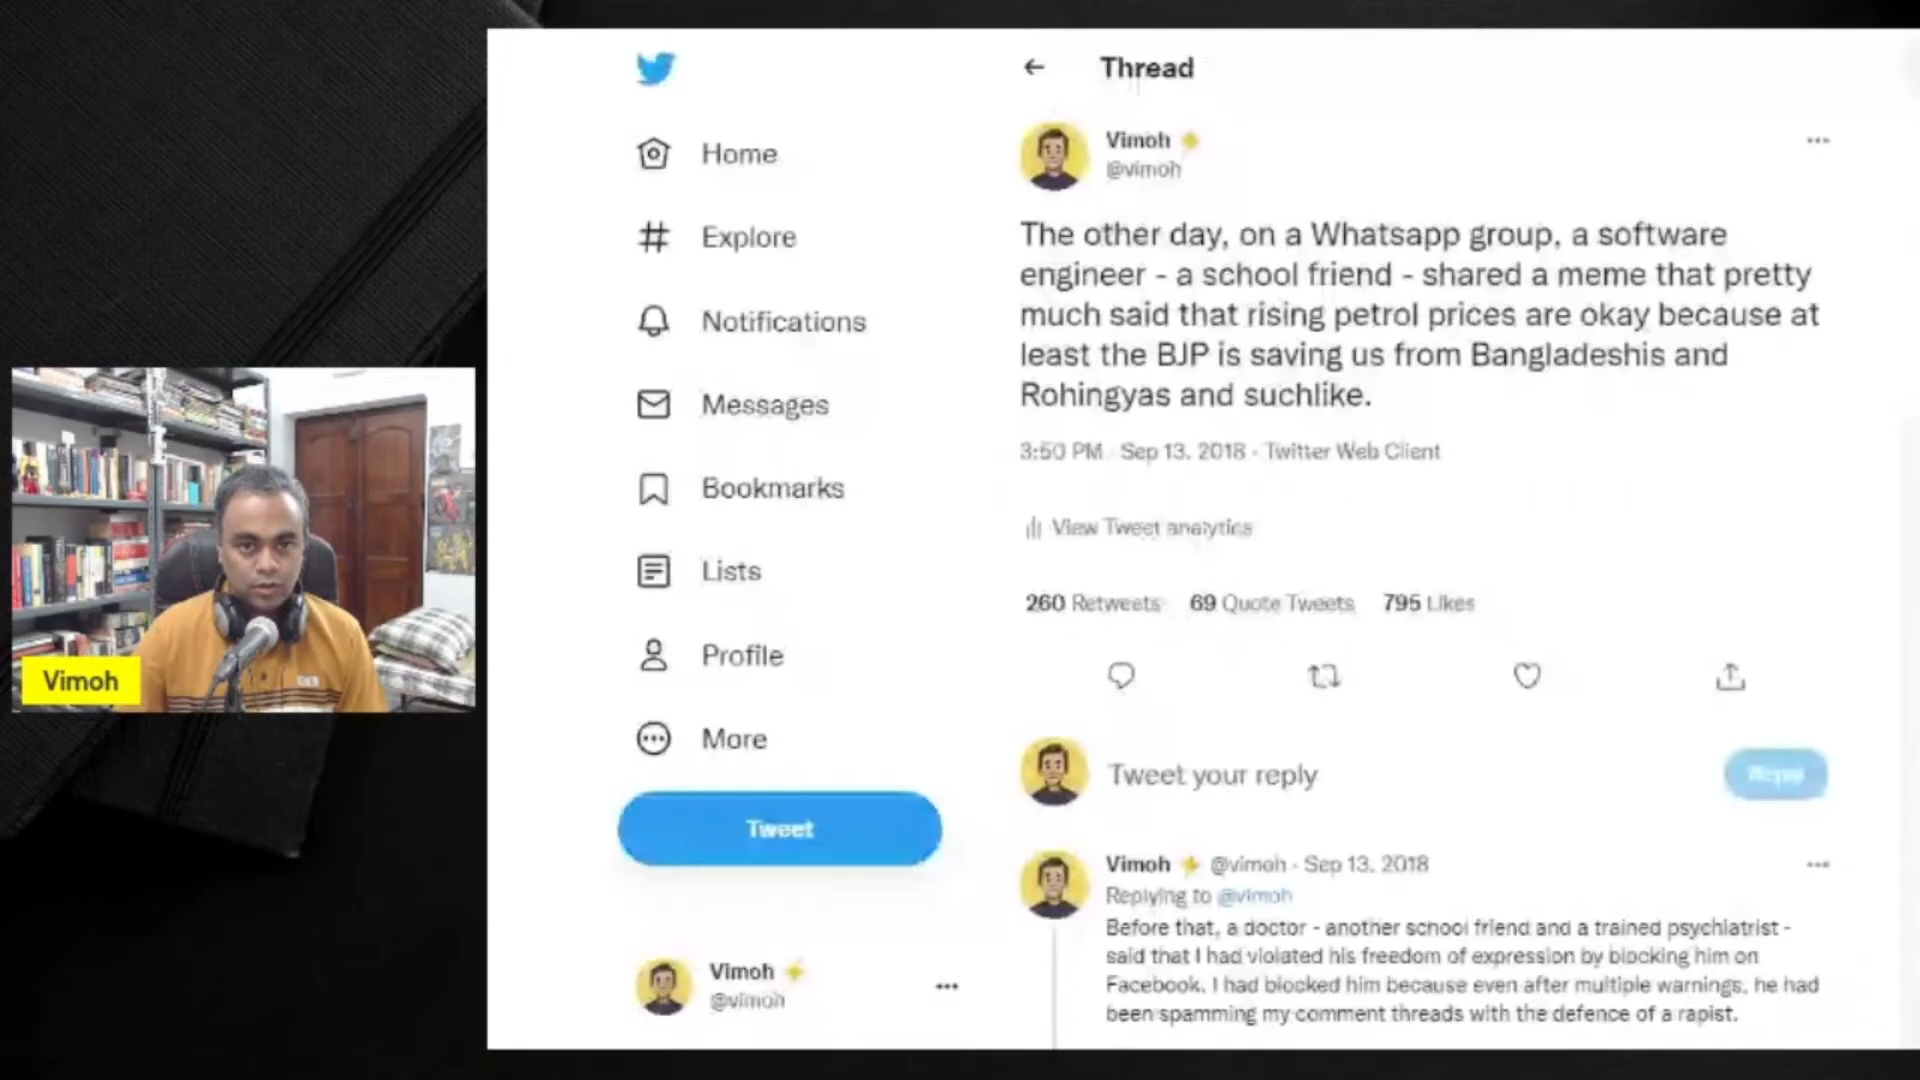 Thread
Home
Explore
Notifications
Messages
Bookmarks
Lists
Profile
More
Tweet
Vimoh
@vimoh
Vimoh
@vimoh
The other day, on a Whatsapp group, a software
engineer - a school friend - shared a meme that pretty
much said that rising petrol prices are okay because at
least the BJP is saving us from Bangladeshis and
Rohingyas and suchlike.
3:50 PM · Sep 13, 2018 · Twitter Web Client
View Tweet analytics
260 Retweets 69 Quote Tweets 795 Likes
Tweet your reply
Reply
Vimoh @vimoh · Sep 13, 2018
Replying to @vimoh
Before that, a doctor - another school friend and a trained psychiatrist -
said that I had violated his freedom of expression by blocking him on
Facebook. I had blocked him because even after multiple warnings, he had
been spamming my comment threads with the defence of a rapist.
Vimoh